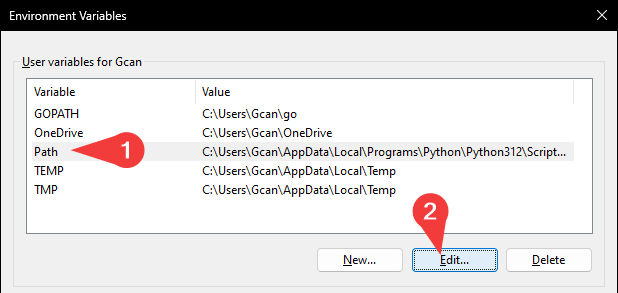 Environment Variables
User variables for Gcan
Variable Value
GOPATH C:\Users\Gcan\go
OneDrive C:\Users\Gcan\OneDrive
Path 1 C:\Users\Gcan\AppData\Local\Programs\Python\Python312\Script...
TEMP C:\Users\Gcan\AppData\Local\Temp
TMP C:\Users\Gcan\AppData\Local\Temp
2
New... Edit... Delete